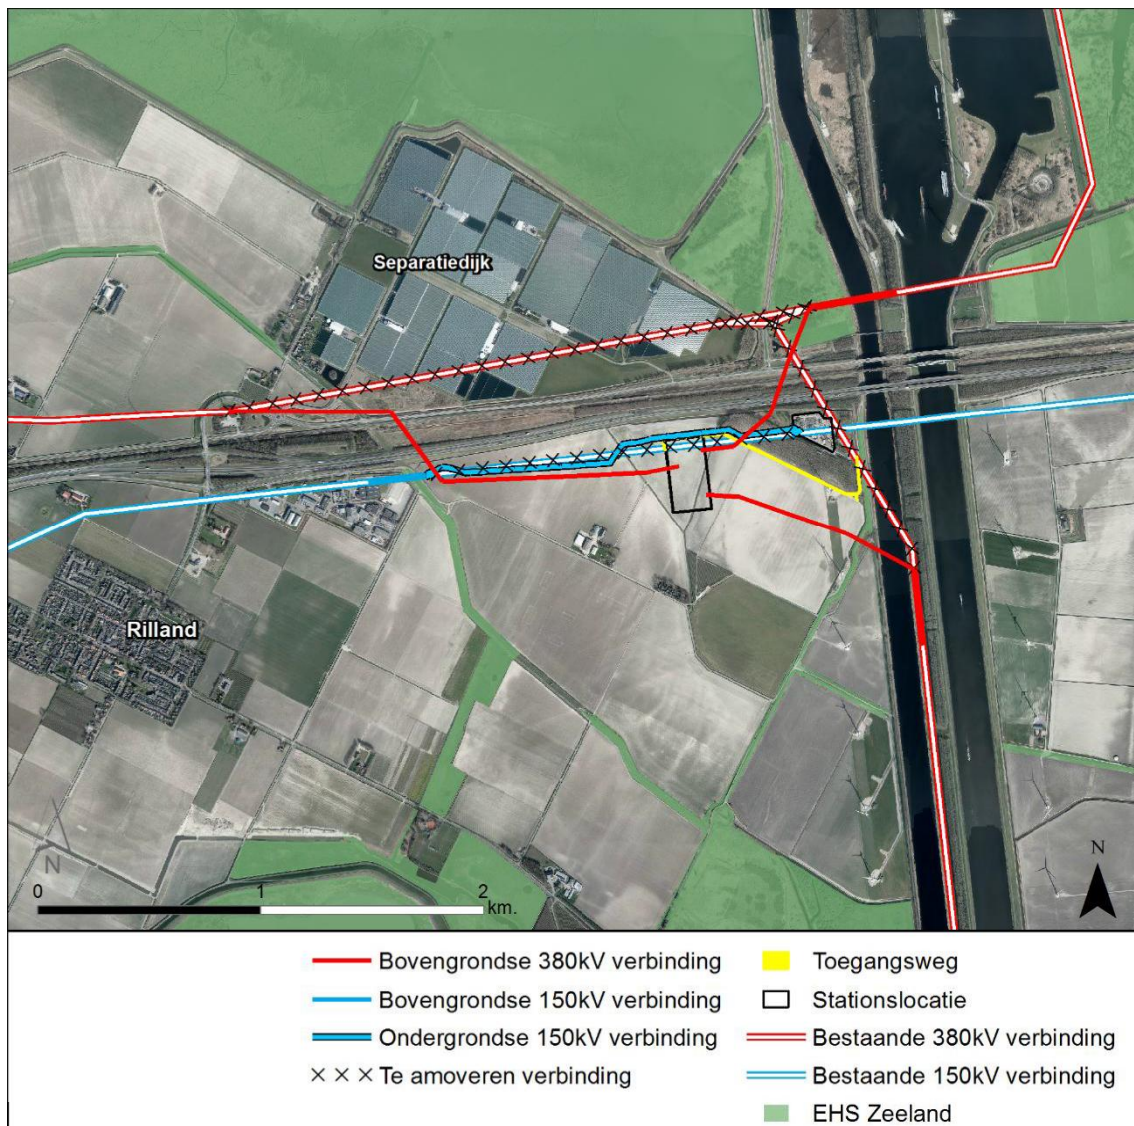 Separatiedijk
Rilland
N
N
0 1 2
km.
Bovengrondse 380kV verbinding
Bovengrondse 150kV verbinding
Ondergrondse 150kV verbinding
Te amoveren verbinding
Toegangsweg
Stationslocatie
Bestaande 380kV verbinding
Bestaande 150kV verbinding
EHS Zeeland